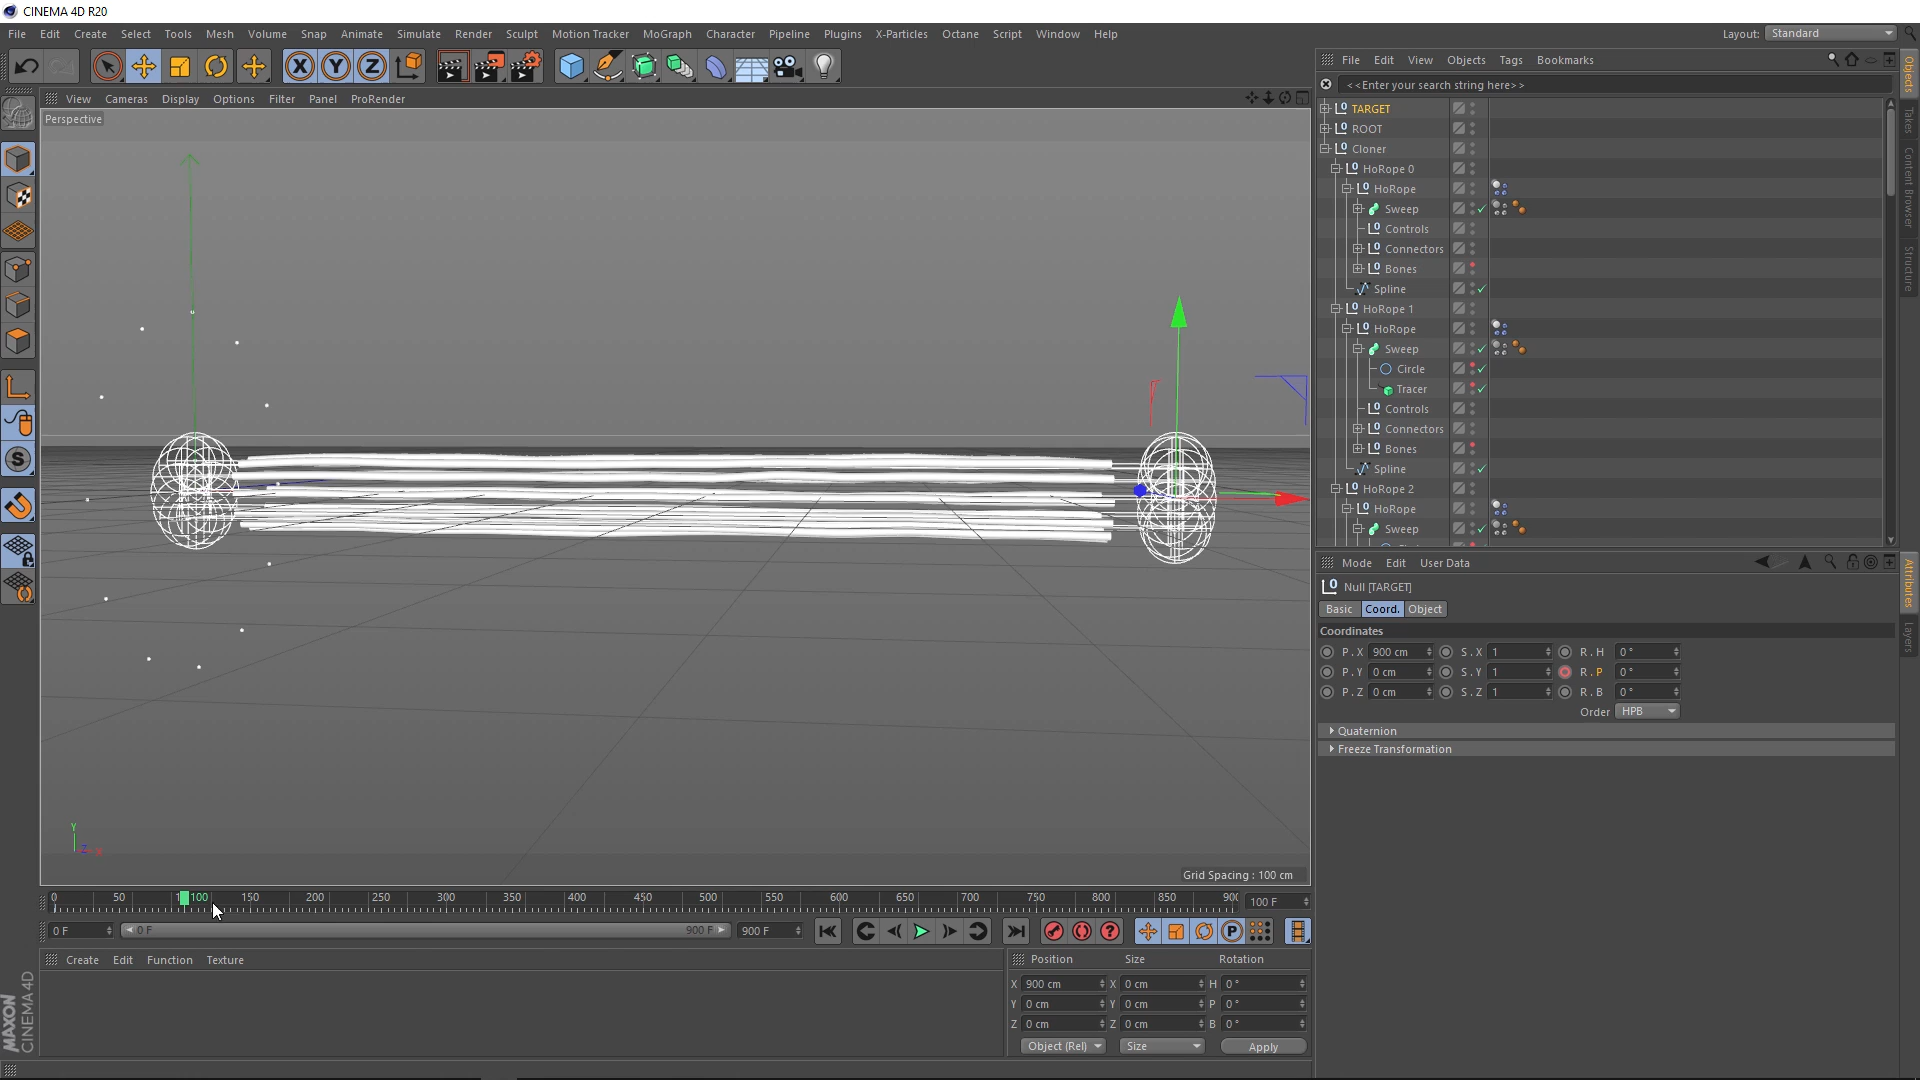 CINEMA 4D R20
File Edit Create Select Tools Mesh Volume Snap Animate Simulate Render Sculpt Motion Tracker MoGraph Character Pipeline Plugins X-Particles Octane Script Window Help
Layout: Standard
View Cameras Display Options Filter Panel ProRender
Perspective
Grid Spacing : 100 cm
Y
Z
X
0 50 100 150 200 250 300 350 400 450 500 550 600 650 700 750 800 850
100 F
0 F
0 F
900 F
900 F
Create Edit Function Texture
Position Size Rotation
X 900 cm X 0 cm H 0 °
Y 0 cm Y 0 cm P 0 °
Z 0 cm Z 0 cm B 0 °
Object (Rel) Size Apply
MAXON
CINEMA 4D
File Edit View Objects Tags Bookmarks
<<Enter your search string here>>
TARGET
ROOT
Cloner
HoRope 0
HoRope
Sweep
Controls
Connectors
Bones
Spline
HoRope 1
HoRope
Sweep
Circle
Tracer
Controls
Connectors
Bones
Spline
HoRope 2
HoRope
Sweep
Mode Edit User Data
Null [TARGET]
Basic Coord. Object
Coordinates
P . X 900 cm S . X 1 R . H 0 °
P . Y 0 cm S . Y 1 R . P 0 °
P . Z 0 cm S . Z 1 R . B 0 °
Order HPB
Quaternion
Freeze Transformation
Objects
Takes
Content Browser
Structure
Attributes
Layers